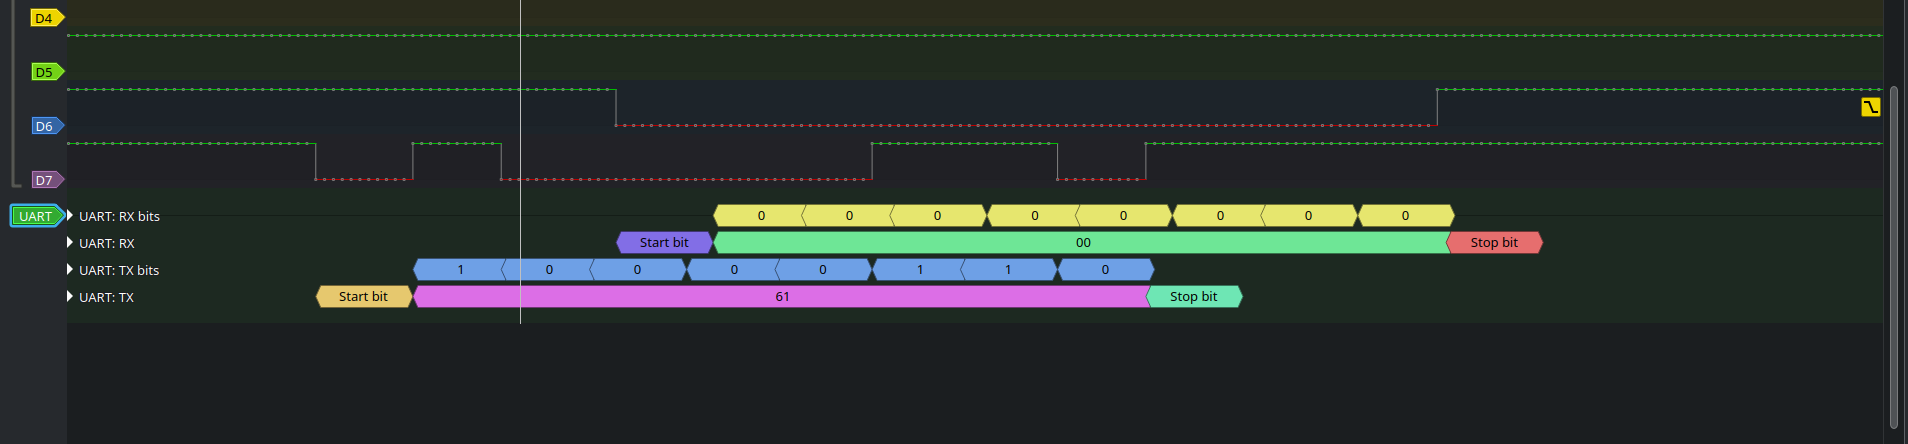 D4
D5
D6
D7
UART
UART: RX bits
0 0 0 0 0 0 0 0
UART: RX
Start bit 00 Stop bit
UART: TX bits
1 0 0 0 0 1 1 0
UART: TX
Start bit 61 Stop bit